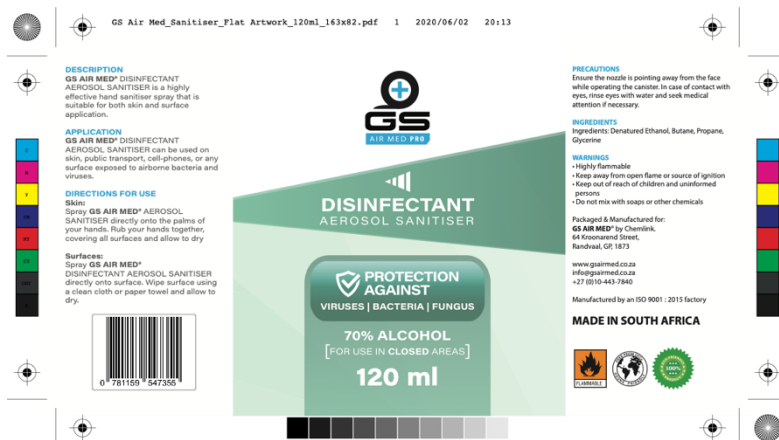 GS Air Med_Sanitiser_Flat Artwork_120ml_163x82.pdf 1 2020/06/02 20:13
DESCRIPTION
GS AIR MED® DISINFECTANT
AEROSOL SANITISER is a highly
effective hand sanitiser spray that is
suitable for both skin and surface
application.
APPLICATION
GS AIR MED® DISINFECTANT
AEROSOL SANITISER can be used on
skin, public transport, cell-phones, or any
surface exposed to airborne bacteria and
viruses.
DIRECTIONS FOR USE
Skin:
Spray GS AIR MED® AEROSOL
SANITISER directly onto the palms of
your hands. Rub your hands together,
covering all surfaces and allow to dry
Surfaces:
Spray GS AIR MED®
DISINFECTANT AEROSOL SANITISER
directly onto surface. Wipe surface using
a clean cloth or paper towel and allow to
dry.
0 781159 547355
GS
AIR MED PRO
DISINFECTANT
AEROSOL SANITISER
PROTECTION
AGAINST
VIRUSES | BACTERIA | FUNGUS
70% ALCOHOL
[FOR USE IN CLOSED AREAS]
120 ml
PRECAUTIONS
Ensure the nozzle is pointing away from the face
while operating the canister. In case of contact with
eyes, rinse eyes with water and seek medical
attention if necessary.
INGREDIENTS
Ingredients: Denatured Ethanol, Butane, Propane,
Glycerine
WARNINGS
• Highly flammable
• Keep away from open flame or source of ignition
• Keep out of reach of children and uninformed
persons
• Do not mix with soaps or other chemicals
Packaged & Manufactured for:
GS AIR MED® by Chemlink.
64 Kroonarend Street,
Randvaal, GP, 1873
www.gsairmed.co.za
info@gsairmed.co.za
+27 (0)10-443-7840
Manufactured by an ISO 9001 : 2015 factory
MADE IN SOUTH AFRICA
FLAMMABLE
100%
C
Y